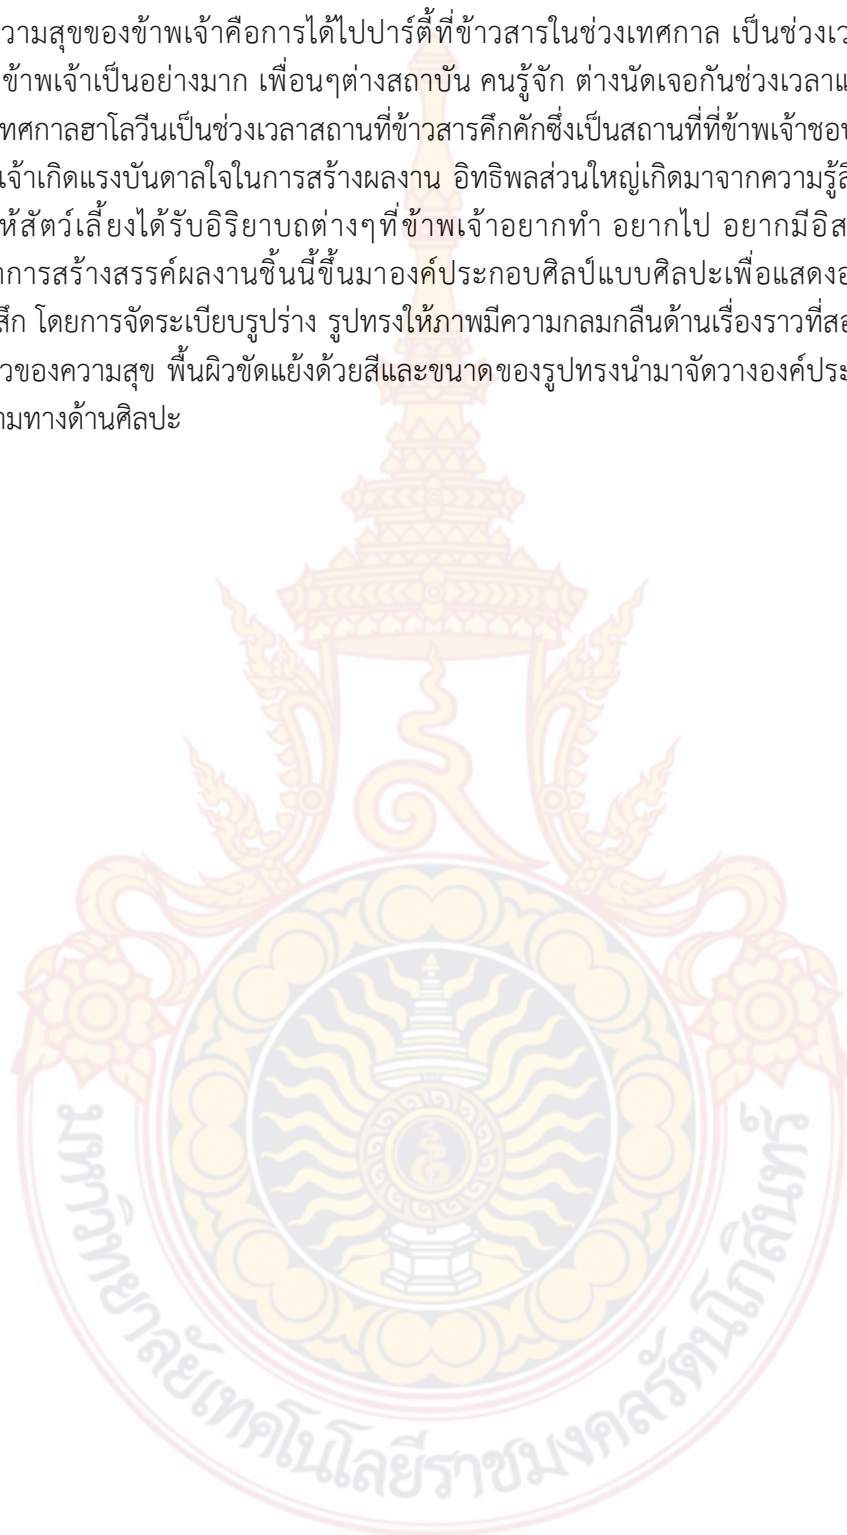 วามสุขของข้าพเจ้าคือการได้ไปปาร์ตี้ที่ข้าวสารในช่วงเทศกาล เป็นช่วงเว
ข้าพเจ้าเป็นอย่างมาก เพื่อนๆต่างสถาบัน คนรู้จัก ต่างนัดเจอกันช่วงเวลาแ
ทศกาลฮาโลวีนเป็นช่วงเวลาสถานที่ข้าวสารคึกคักซึ่งเป็นสถานที่ที่ข้าพเจ้าชอบ
เจ้าเกิดแรงบันดาลใจในการสร้างผลงาน อิทธิพลส่วนใหญ่เกิดมาจากความรู้สึ
ห้สัตว์เลี้ยงได้รับอิริยาบถต่างๆที่ข้าพเจ้าอยากทำ อยากไป อยากมีอิส
าการสร้างสรรค์ผลงานชิ้นนี้ขึ้นมาองค์ประกอบศิลป์แบบศิลปะเพื่อแสดงอ
สึก โดยการจัดระเบียบรูปร่าง รูปทรงให้ภาพมีความกลมกลืนด้านเรื่องราวที่สอ
วของความสุข พื้นผิวขัดแย้งด้วยสีและขนาดของรูปทรงนำมาจัดวางองค์ประ
ามทางด้านศิลปะ
มหาวิทยาลัยเทคโนโลยีราชมงคลรัตนโกสินทร์